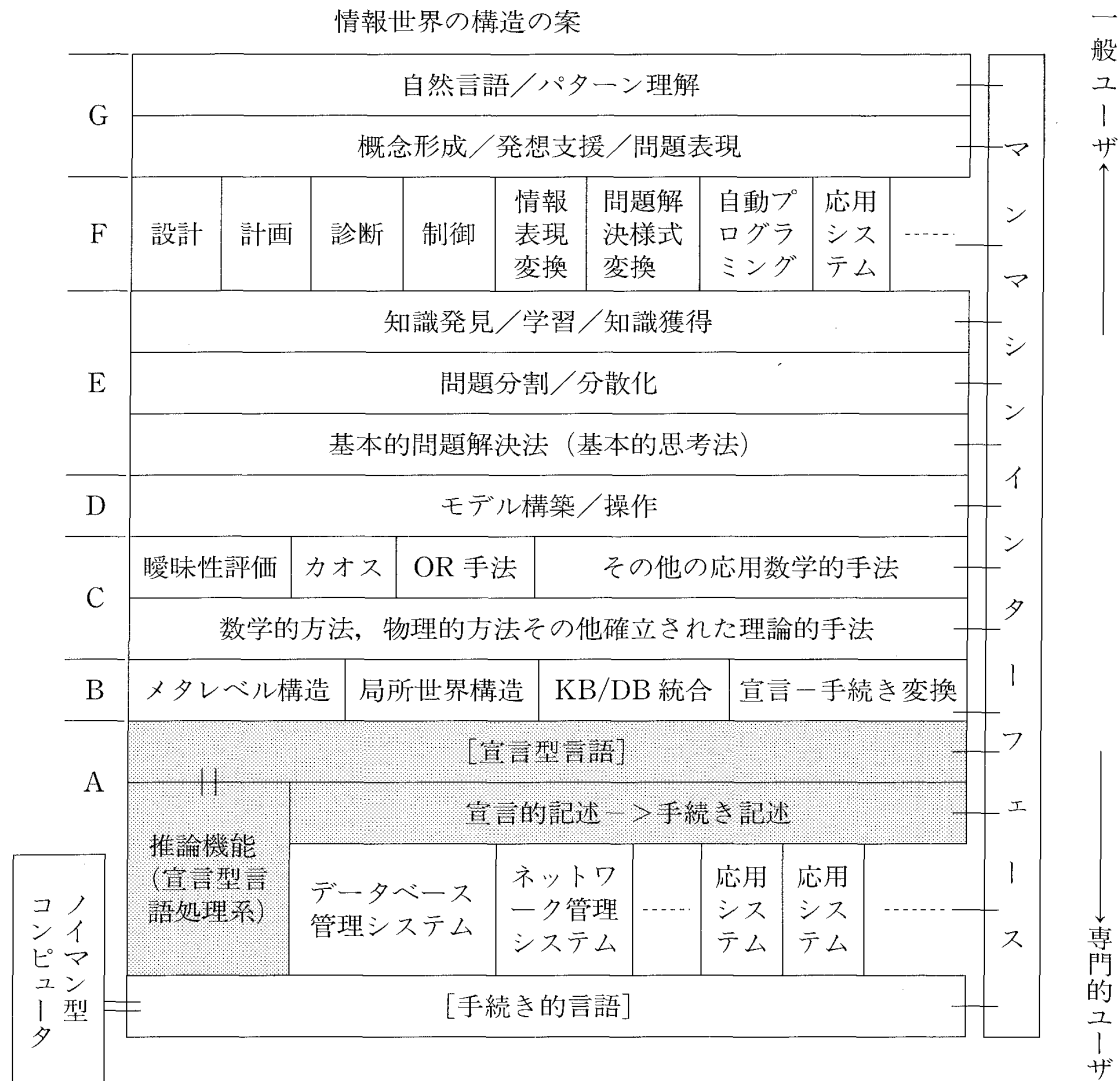 情報世界の構造の案
G
自然言語／パターン理解
概念形成／発想支援／問題表現
F
設計
計画
診断
制御
情報
表現
変換
問題解
決様式
変換
自動プ
ログラ
ミング
応用
シス
テム
E
知識発見／学習／知識獲得
問題分割／分散化
基本的問題解決法（基本的思考法）
D
モデル構築／操作
C
曖昧性評価
カオス
OR 手法
その他の応用数学的手法
数学的方法，物理的方法その他確立された理論的手法
B
メタレベル構造
局所世界構造
KB/DB 統合
宣言－手続き変換
A
[宣言型言語]
宣言的記述－>手続き記述
推論機能
（宣言型言
語処理系）
データベース
管理システム
ネットワ
ーク管理
システム
応用
シス
テム
応用
シス
テム
[手続き的言語]
ノイマン型
コンピュータ
マンマシンインターフェース
一般ユーザ
専門的ユーザ